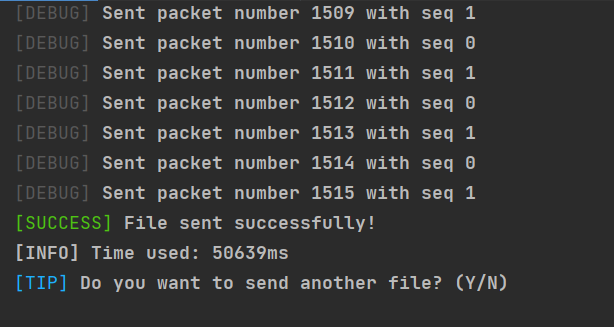 [DEBUG] Sent packet number 1509 with seq 1
[DEBUG] Sent packet number 1510 with seq 0
[DEBUG] Sent packet number 1511 with seq 1
[DEBUG] Sent packet number 1512 with seq 0
[DEBUG] Sent packet number 1513 with seq 1
[DEBUG] Sent packet number 1514 with seq 0
[DEBUG] Sent packet number 1515 with seq 1
[SUCCESS] File sent successfully!
[INFO] Time used: 50639ms
[TIP] Do you want to send another file? (Y/N)